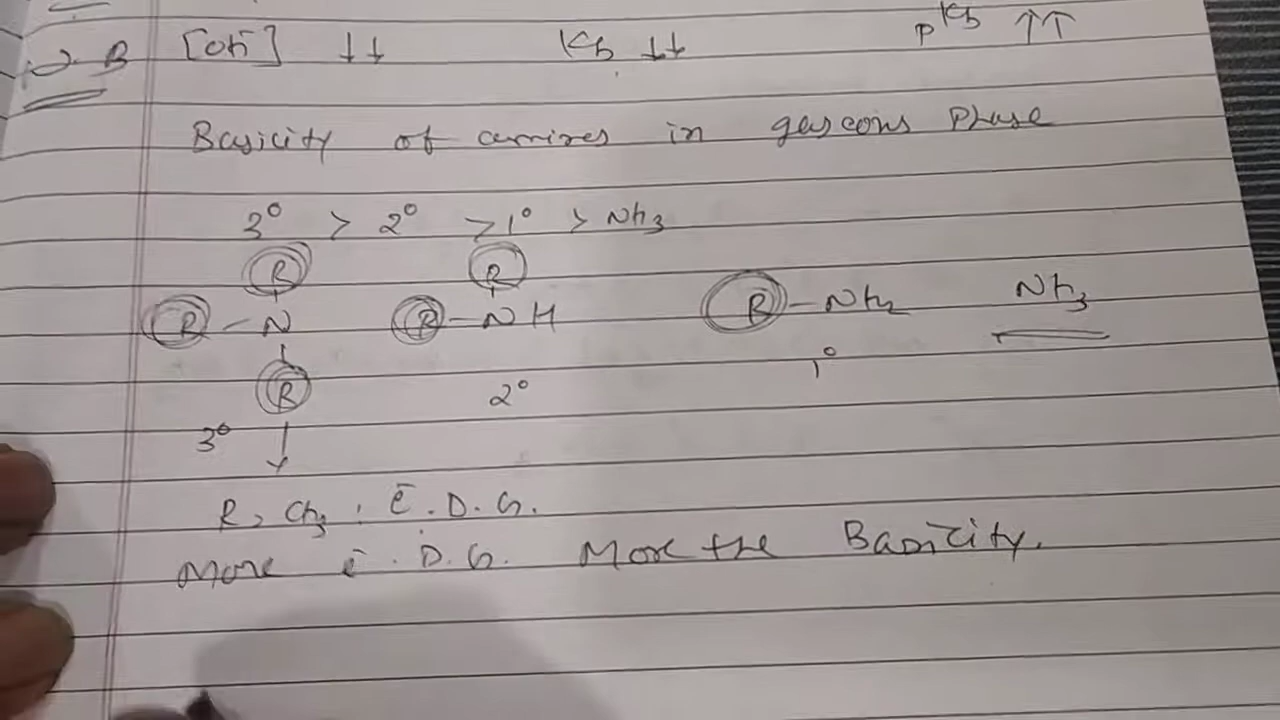 W.B [OH⁻] ↓↓ Kb ↓↓ pKb ↑↑
Basicity of amines in gaseous Phase
3° > 2° > 1° > NH3
R R
R – N R – NH R – NH2 NH3
R 2° 1°
3°
R, CH3 : ē.D.G.
More ē.D.G. More the Basicity.